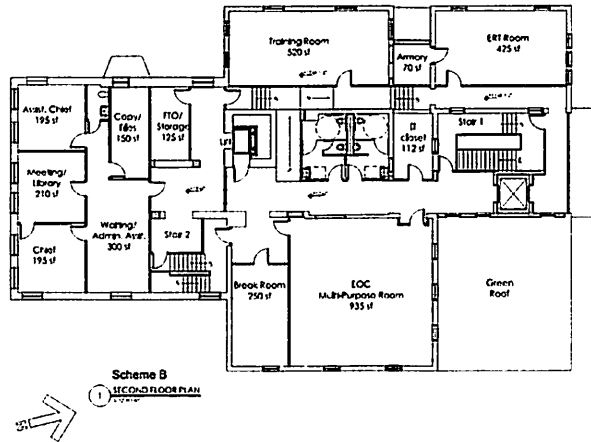 Training Room
520 sf
ERT Room
425 sf
Armory
70 sf
Asst. Chief
195 sf
Copy/
Files
150 sf
FTO/
Storage
125 sf
Lift
IT
closet
112 sf
Stair 1
Meeting/
Library
210 sf
Chief
195 sf
Waiting/
Admin. Asst.
300 sf
Stair 2
Break Room
250 sf
EOC
Multi-Purpose Room
935 sf
Green
Roof
Scheme B
1 SECOND FLOOR PLAN